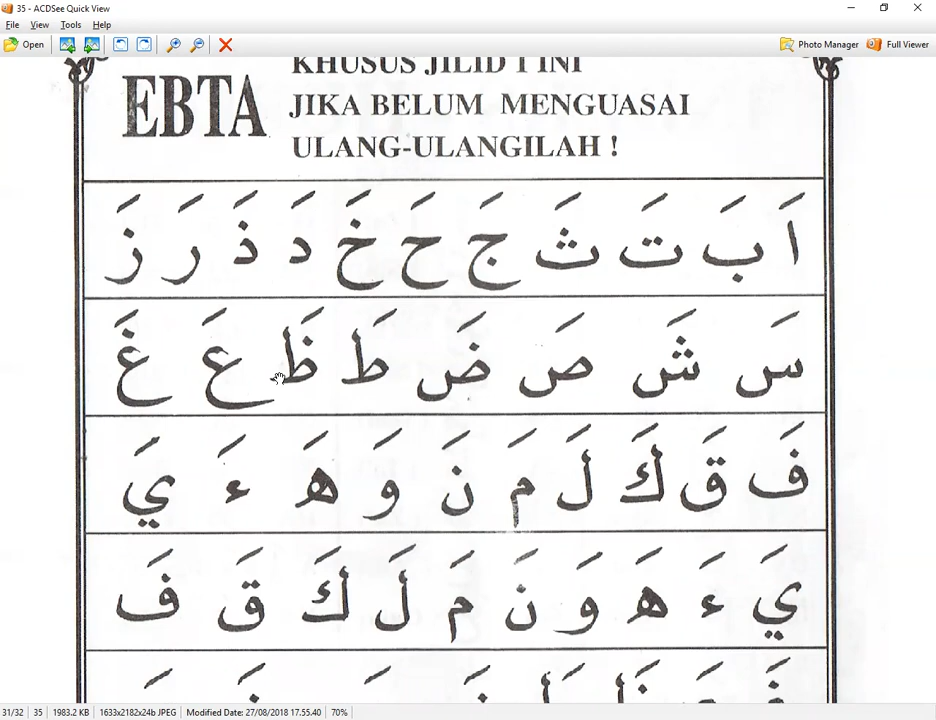 35 - ACDSee Quick View
File View Tools Help
Open Photo Manager Full Viewer
KHUSUS JILID 1 INI
EBTA JIKA BELUM MENGUASAI
ULANG-ULANGILAH !
اَ بَ تَ ثَ جَ حَ خَ دَ ذَ رَ زَ
سَ شَ صَ ضَ طَ ظَ عَ غَ
فَ قَ كَ لَ مَ نَ وَ هَ ءَ يَ
يَ ءَ هَ وَ نَ مَ لَ كَ قَ فَ
31/32 35 1983.2 KB 1633x2182x24b JPEG Modified Date: 27/08/2018 17.55.40 70%